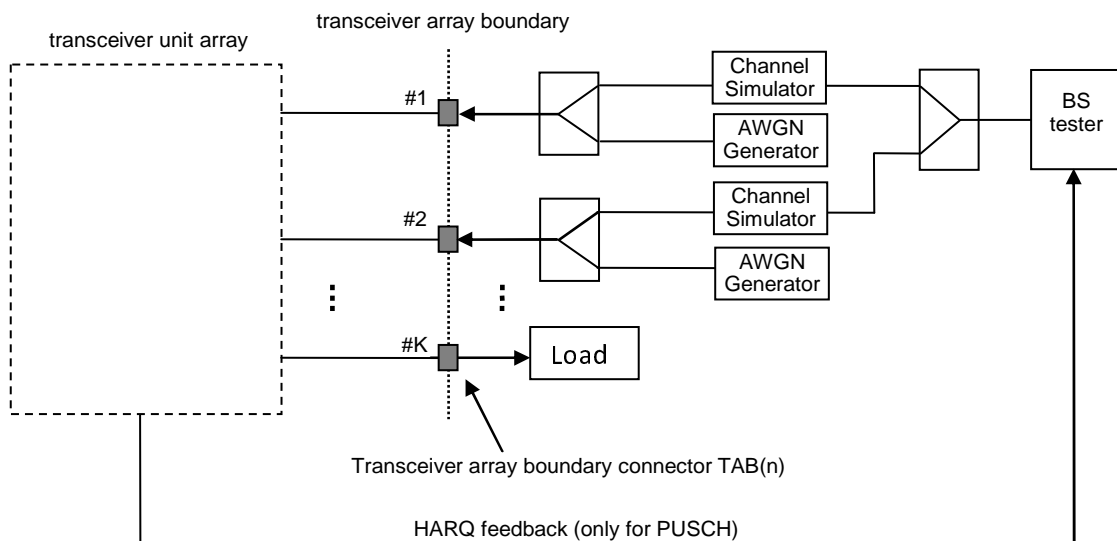 transceiver array boundary
transceiver unit array
#1
Channel
Simulator
AWGN
Generator
BS
tester
#2
Channel
Simulator
AWGN
Generator
#K
Load
Transceiver array boundary connector TAB(n)
HARQ feedback (only for PUSCH)